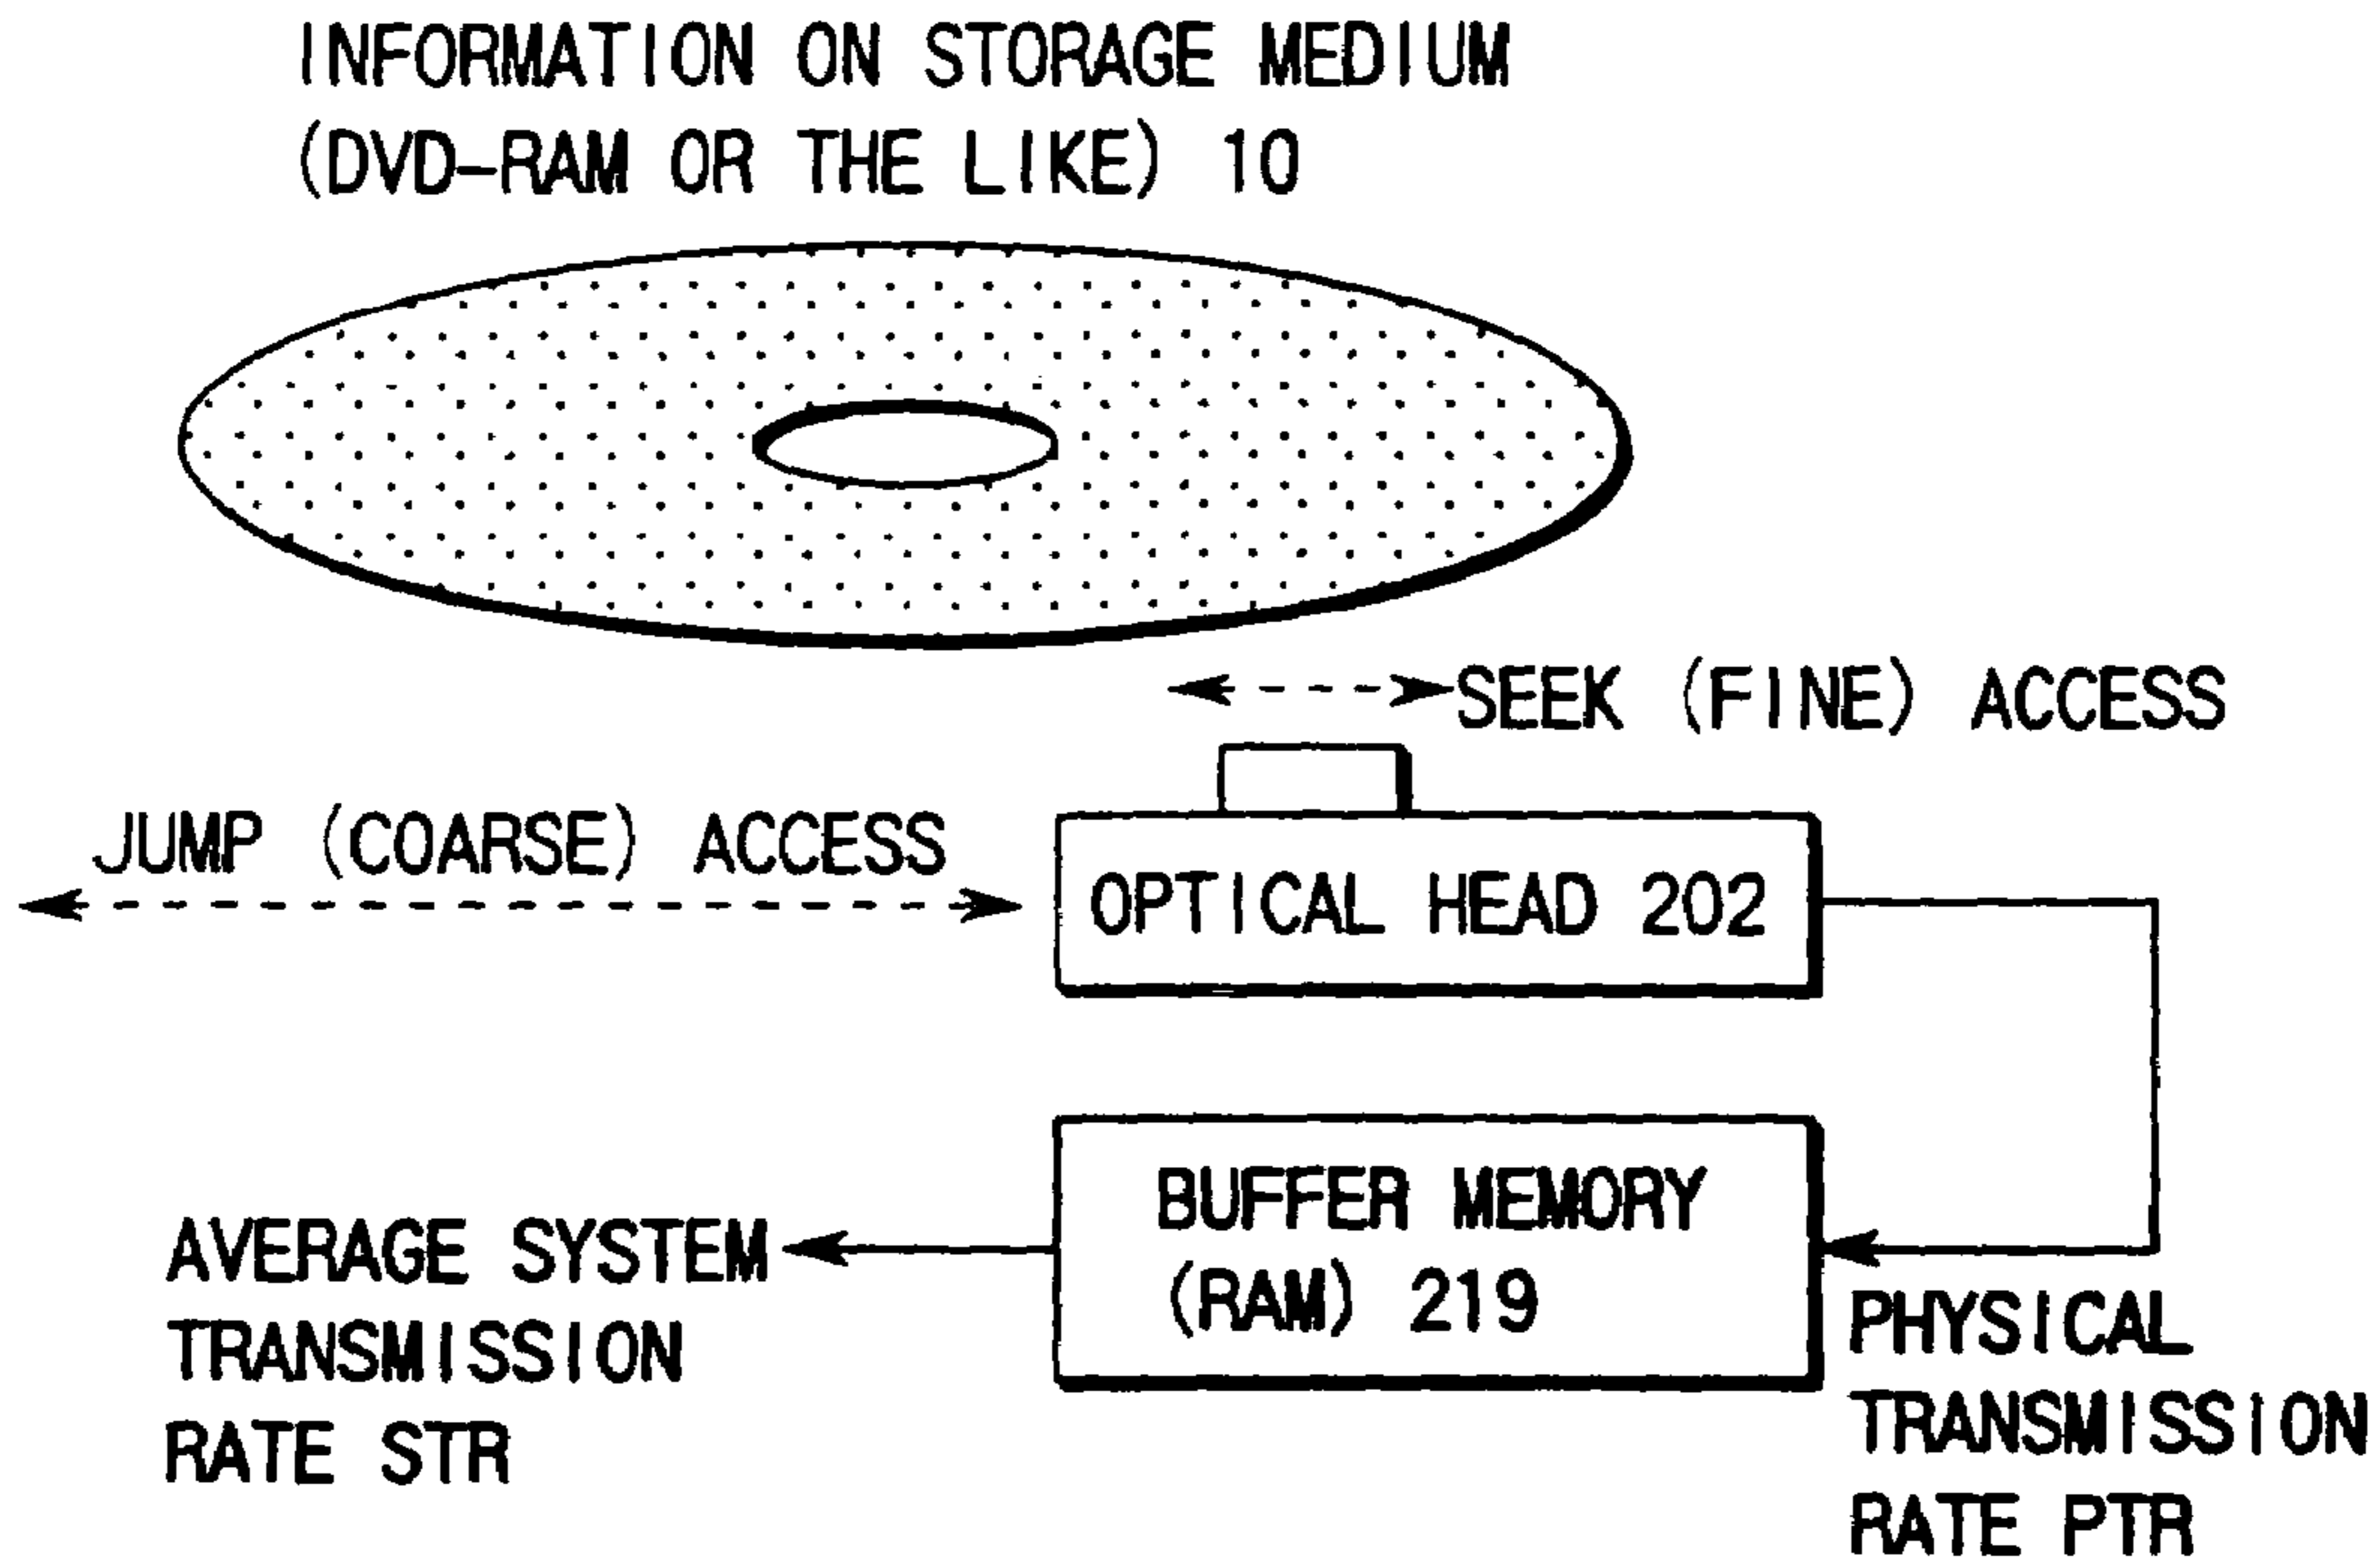 INFORMATION ON STORAGE MEDIUM
(DVD-RAM OR THE LIKE) 10
SEEK (FINE) ACCESS
JUMP (COARSE) ACCESS
OPTICAL HEAD 202
BUFFER MEMORY
(RAM) 219
AVERAGE SYSTEM
TRANSMISSION
RATE STR
PHYSICAL
TRANSMISSION
RATE PTR